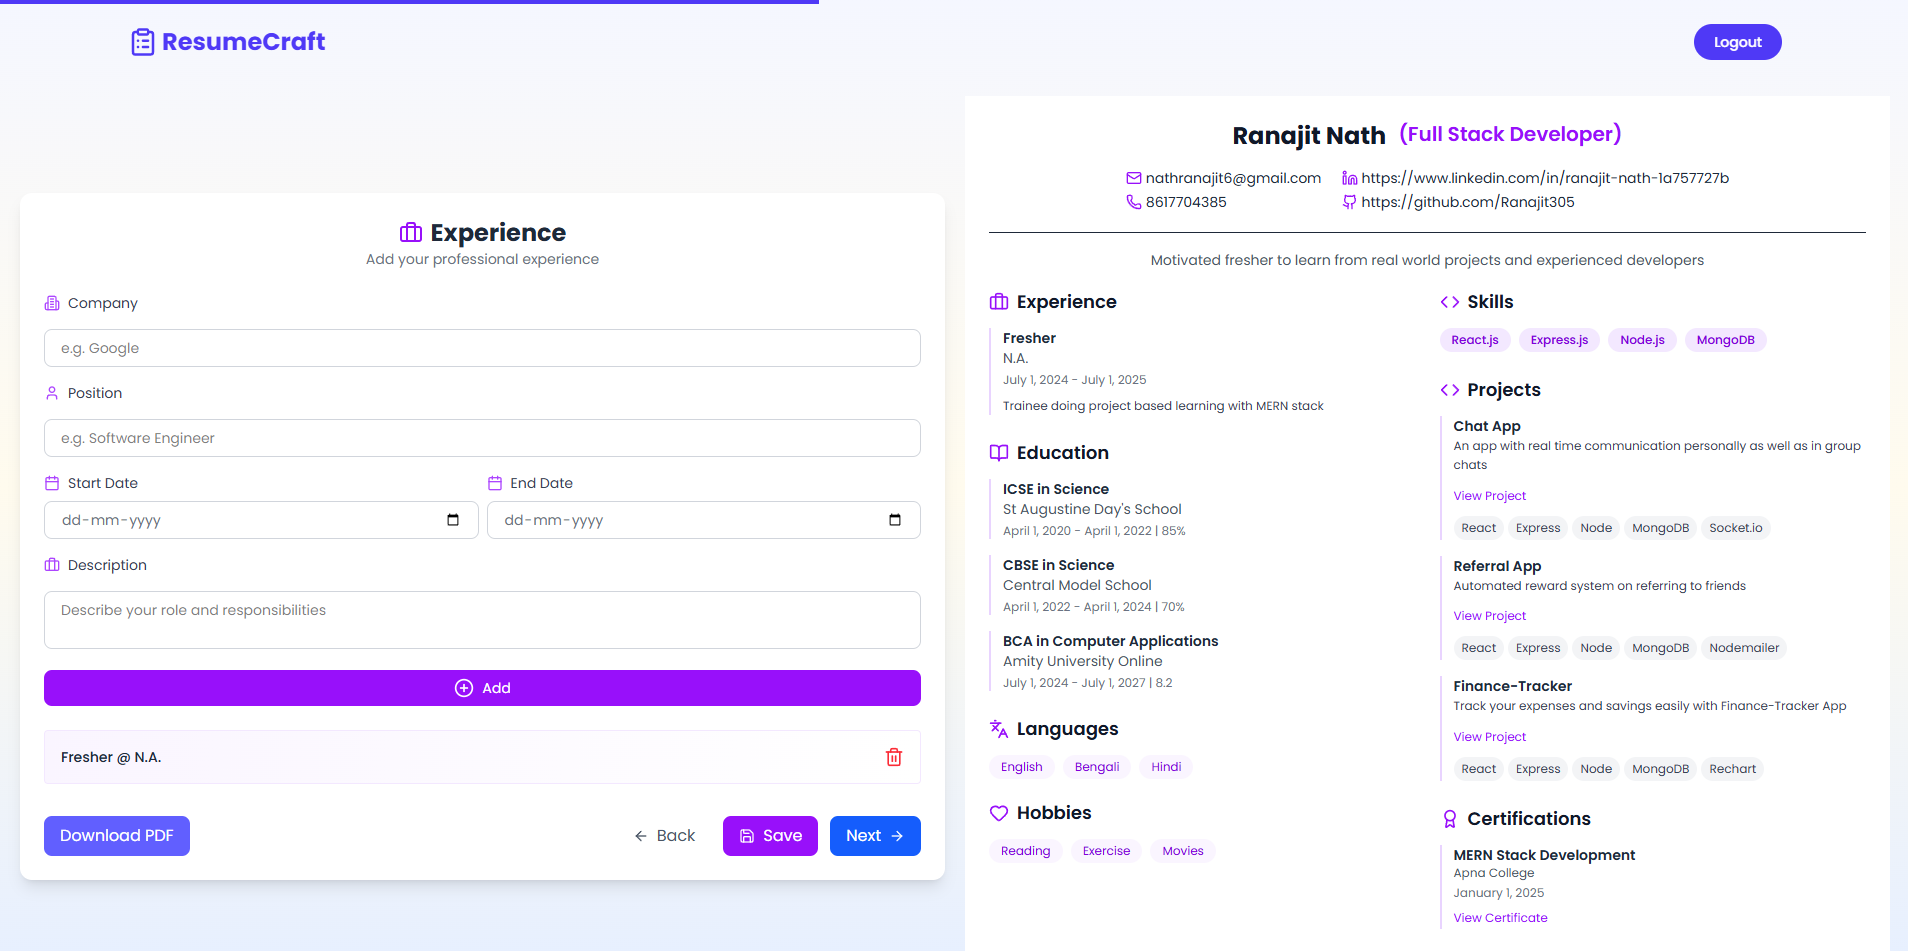 ResumeCraft
Logout
Experience
Add your professional experience
Company
e.g. Google
Position
e.g. Software Engineer
Start Date
End Date
dd-mm-yyyy
dd-mm-yyyy
Description
Describe your role and responsibilities
Add
Fresher @ N.A.
Download PDF
Back
Save
Next
Ranajit Nath (Full Stack Developer)
nathranajit6@gmail.com
https://www.linkedin.com/in/ranajit-nath-1a757727b
8617704385
https://github.com/Ranajit305
Motivated fresher to learn from real world projects and experienced developers
Experience
Fresher
N.A.
July 1, 2024 - July 1, 2025
Trainee doing project based learning with MERN stack
Education
ICSE in Science
St Augustine Day's School
April 1, 2020 - April 1, 2022 | 85%
CBSE in Science
Central Model School
April 1, 2022 - April 1, 2024 | 70%
BCA in Computer Applications
Amity University Online
July 1, 2024 - July 1, 2027 | 8.2
Languages
English Bengali Hindi
Hobbies
Reading Exercise Movies
Skills
React.js Express.js Node.js MongoDB
Projects
Chat App
An app with real time communication personally as well as in group
chats
View Project
React Express Node MongoDB Socket.io
Referral App
Automated reward system on referring to friends
View Project
React Express Node MongoDB Nodemailer
Finance-Tracker
Track your expenses and savings easily with Finance-Tracker App
View Project
React Express Node MongoDB Rechart
Certifications
MERN Stack Development
Apna College
January 1, 2025
View Certificate